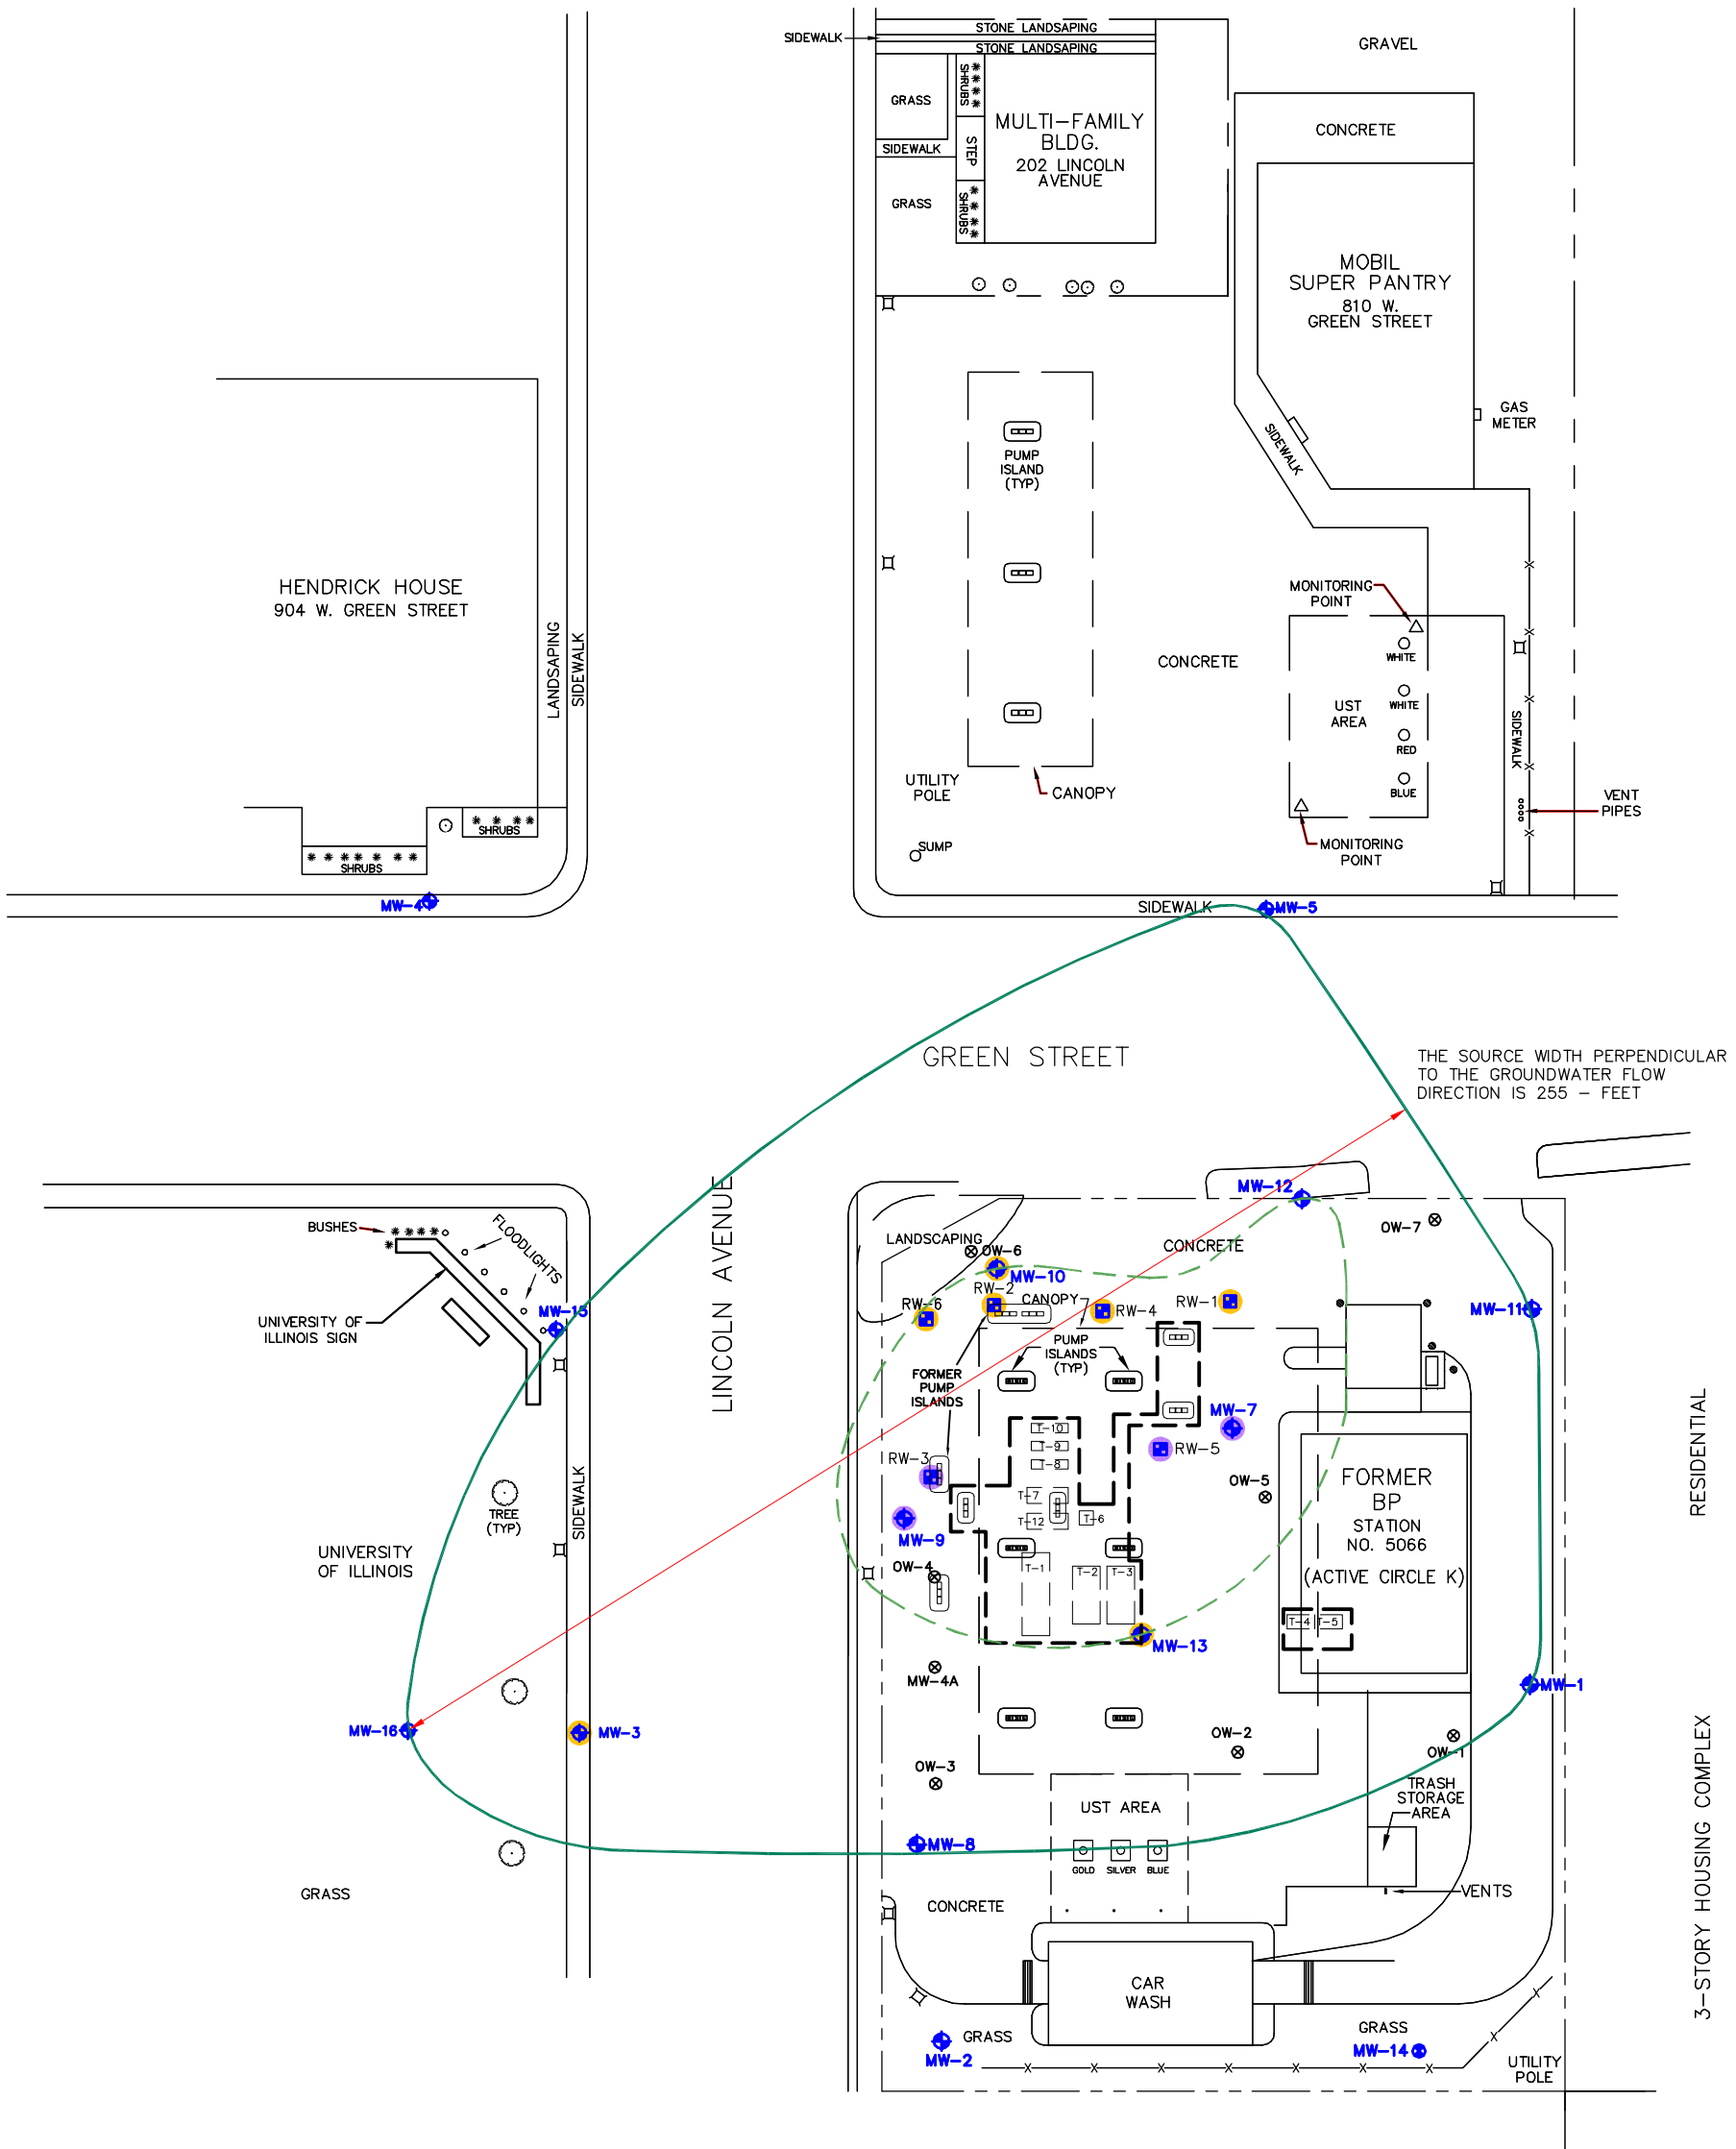 SIDEWALK
STONE LANDSAPING
STONE LANDSAPING
GRAVEL
GRASS
SHRUBS
SIDEWALK
STEP
GRASS
SHRUBS
MULTI-FAMILY
BLDG.
202 LINCOLN
AVENUE
CONCRETE
MOBIL
SUPER PANTRY
810 W.
GREEN STREET
GAS
METER
SIDEWALK
PUMP
ISLAND
(TYP)
HENDRICK HOUSE
904 W. GREEN STREET
LANDSAPING
SIDEWALK
MONITORING
POINT
WHITE
WHITE
RED
BLUE
UST
AREA
CONCRETE
SIDEWALK
UTILITY
POLE
CANOPY
VENT
PIPES
SUMP
MONITORING
POINT
SHRUBS
SHRUBS
MW-4
SIDEWALK
MW-5
GREEN STREET
THE SOURCE WIDTH PERPENDICULAR
TO THE GROUNDWATER FLOW
DIRECTION IS 255 - FEET
LINCOLN AVENUE
BUSHES
FLOODLIGHTS
UNIVERSITY OF
ILLINOIS SIGN
MW-15
MW-12
OW-7
LANDSCAPING
OW-6
CONCRETE
MW-10
RW-6
RW-2
CANOPY
RW-4
RW-1
MW-11
PUMP
ISLANDS
(TYP)
FORMER
PUMP
ISLANDS
MW-7
RW-5
T-10
T-9
T-8
RW-3
T-7
T-12
T-6
OW-5
MW-9
OW-4
T-1
T-2
T-3
FORMER
BP
STATION
NO. 5066
(ACTIVE CIRCLE K)
T-4
T-5
RESIDENTIAL
3-STORY HOUSING COMPLEX
TREE
(TYP)
SIDEWALK
UNIVERSITY
OF ILLINOIS
MW-13
MW-4A
MW-1
MW-16
MW-3
OW-2
OW-1
OW-3
TRASH
STORAGE
AREA
UST AREA
MW-8
GOLD
SILVER
BLUE
GRASS
CONCRETE
VENTS
CAR
WASH
GRASS
MW-2
GRASS
MW-14
UTILITY
POLE